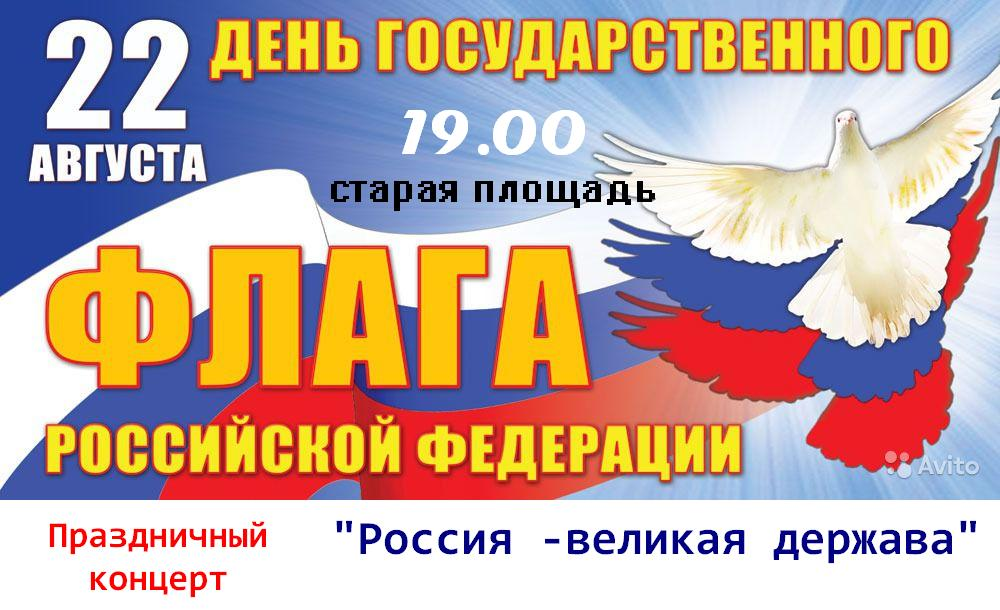 22
АВГУСТА
ДЕНЬ ГОСУДАРСТВЕННОГО
19.00
старая площадь
ФЛАГА
РОССИЙСКОЙ ФЕДЕРАЦИИ
Avito
Праздничный
концерт
"Россия -великая держава"